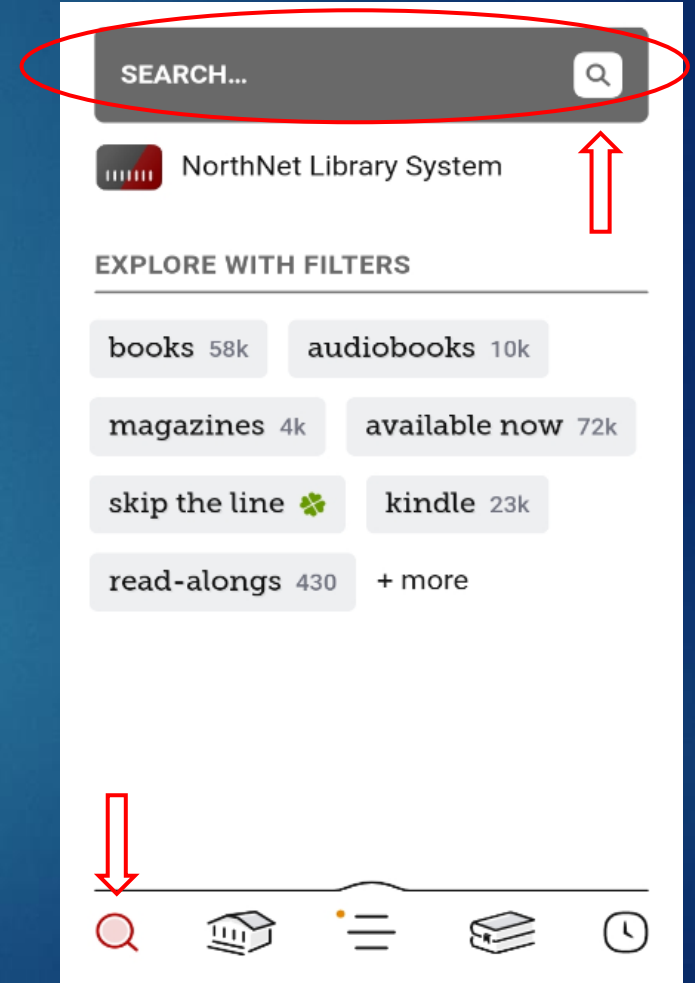 SEARCH...
NorthNet Library System
EXPLORE WITH FILTERS
books 58k audiobooks 10k
magazines 4k available now 72k
skip the line kindle 23k
read-alongs 430 + more